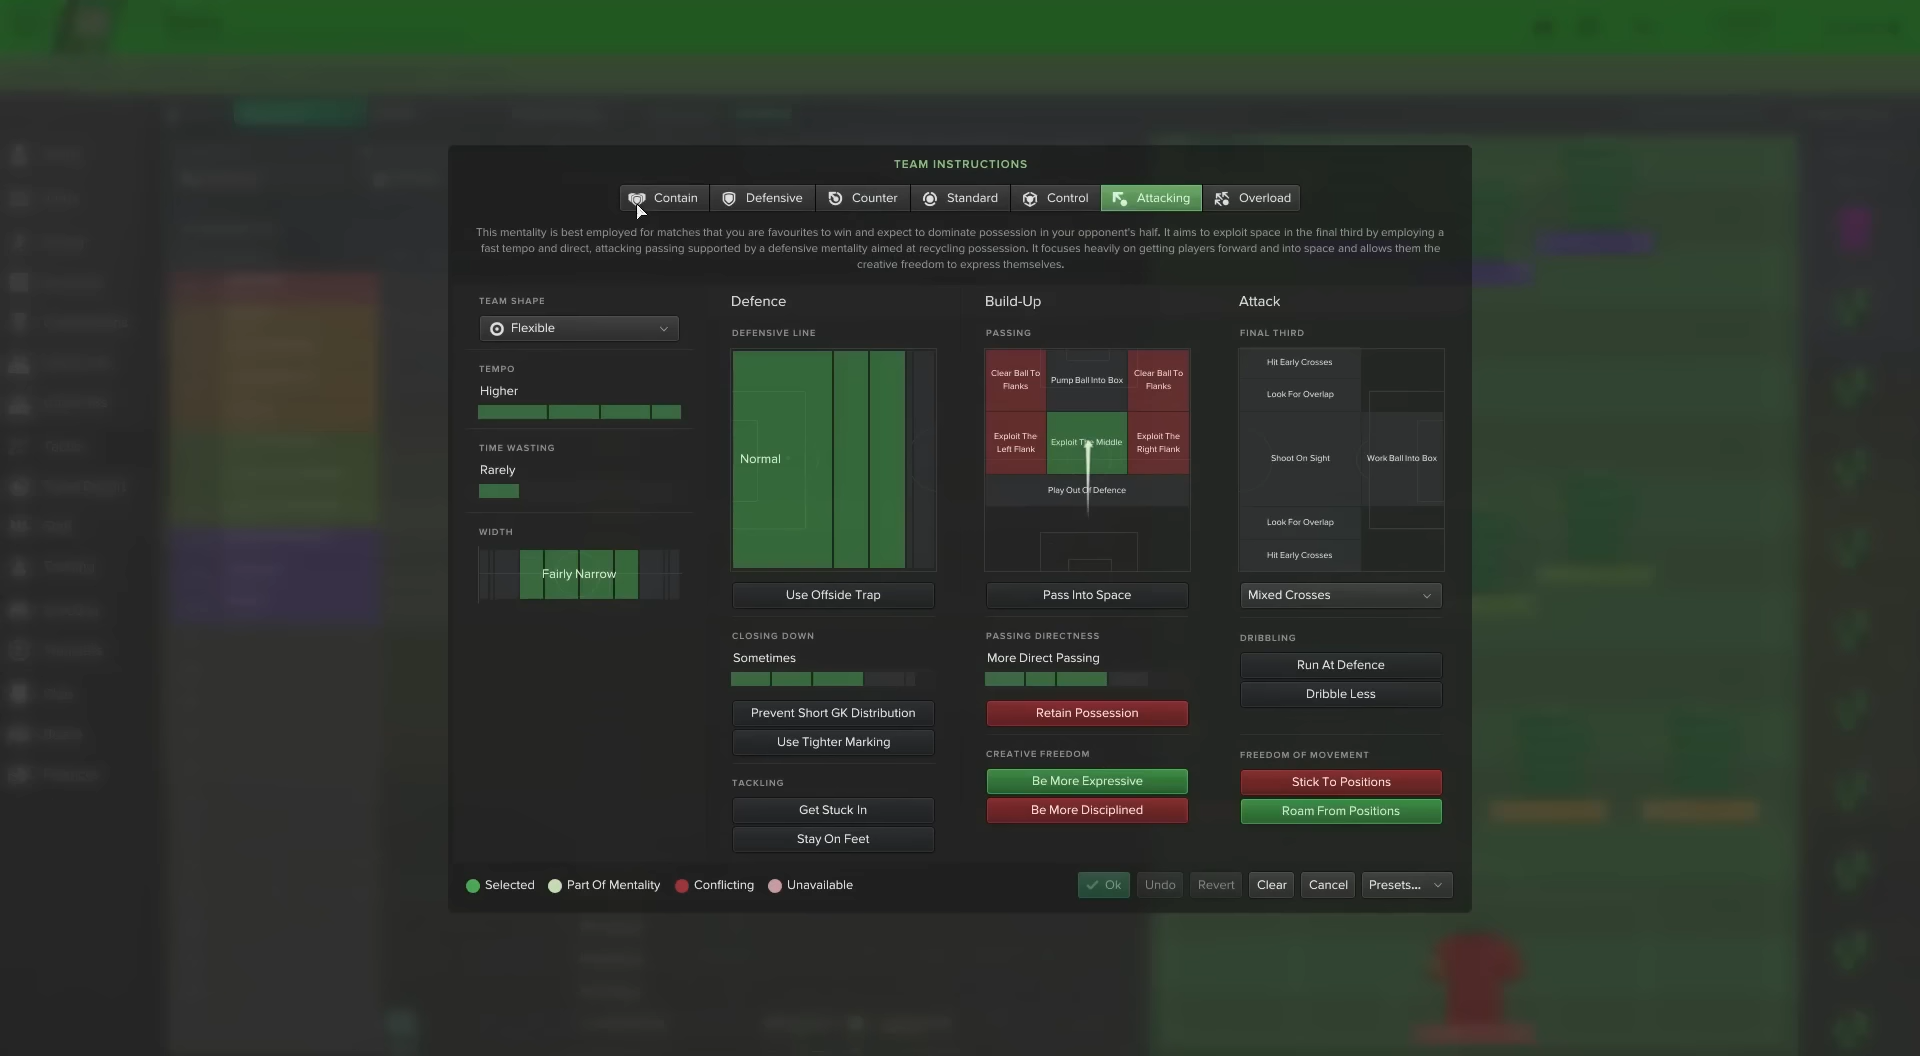 TEAM INSTRUCTIONS
Contain
Defensive
Counter
Standard
Control
Attacking
Overload
This mentality is best employed for matches that you are favourites to win and expect to dominate possession in your opponent's half. It aims to exploit space in the final third by employing a
fast tempo and direct, attacking passing supported by a defensive mentality aimed at recycling possession. It focuses heavily on getting players forward and into space and allows them the
creative freedom to express themselves.
TEAM SHAPE
Flexible
TEMPO
Higher
TIME WASTING
Rarely
WIDTH
Fairly Narrow
Defence
DEFENSIVE LINE
Normal
Use Offside Trap
CLOSING DOWN
Sometimes
Prevent Short GK Distribution
Use Tighter Marking
TACKLING
Get Stuck In
Stay On Feet
Build-Up
PASSING
Clear Ball To
Flanks
Pump Ball Into Box
Clear Ball To
Flanks
Exploit The
Left Flank
Exploit The Middle
Exploit The
Right Flank
Play Out Of Defence
Pass Into Space
PASSING DIRECTNESS
More Direct Passing
Retain Possession
CREATIVE FREEDOM
Be More Expressive
Be More Disciplined
Attack
FINAL THIRD
Hit Early Crosses
Look For Overlap
Shoot On Sight
Work Ball Into Box
Look For Overlap
Hit Early Crosses
Mixed Crosses
DRIBBLING
Run At Defence
Dribble Less
FREEDOM OF MOVEMENT
Stick To Positions
Roam From Positions
Selected
Part Of Mentality
Conflicting
Unavailable
Ok
Undo
Revert
Clear
Cancel
Presets...